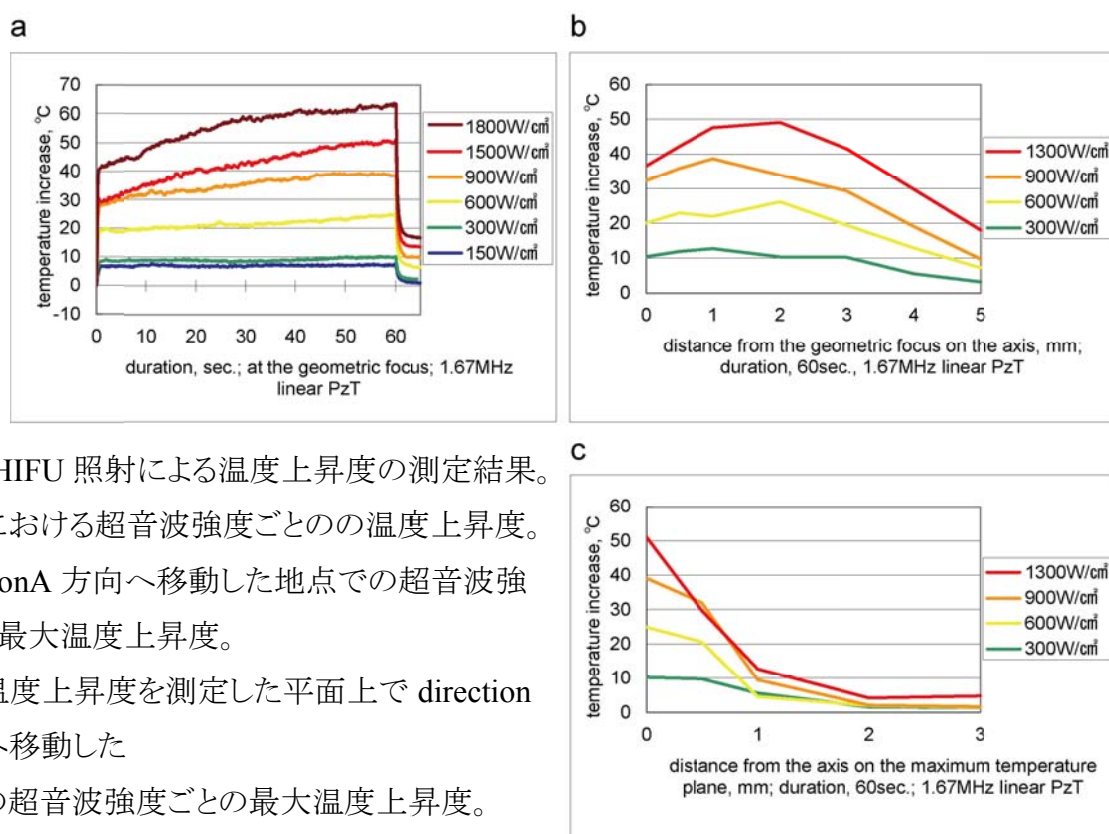 a
70
60
50
40
30
20
10
0
-10
temperature increase, °C
0 10 20 30 40 50 60
duration, sec.; at the geometric focus; 1.67MHz
linear PzT
1800W/㎠
1500W/㎠
900W/㎠
600W/㎠
300W/㎠
150W/㎠
b
60
50
40
30
20
10
0
temperature increase, °C
0 1 2 3 4 5
distance from the geometric focus on the axis, mm;
duration, 60sec., 1.67MHz linear PzT
1300W/㎠
900W/㎠
600W/㎠
300W/㎠
HIFU 照射による温度上昇度の測定結果。
における超音波強度ごとのの温度上昇度。
onA 方向へ移動した地点での超音波強
最大温度上昇度。
温度上昇度を測定した平面上で direction
へ移動した
の超音波強度ごとの最大温度上昇度。
c
60
50
40
30
20
10
0
temperature increase, °C
0 1 2 3
distance from the axis on the maximum temperature
plane, mm; duration, 60sec.; 1.67MHz linear PzT
1300W/㎠
900W/㎠
600W/㎠
300W/㎠